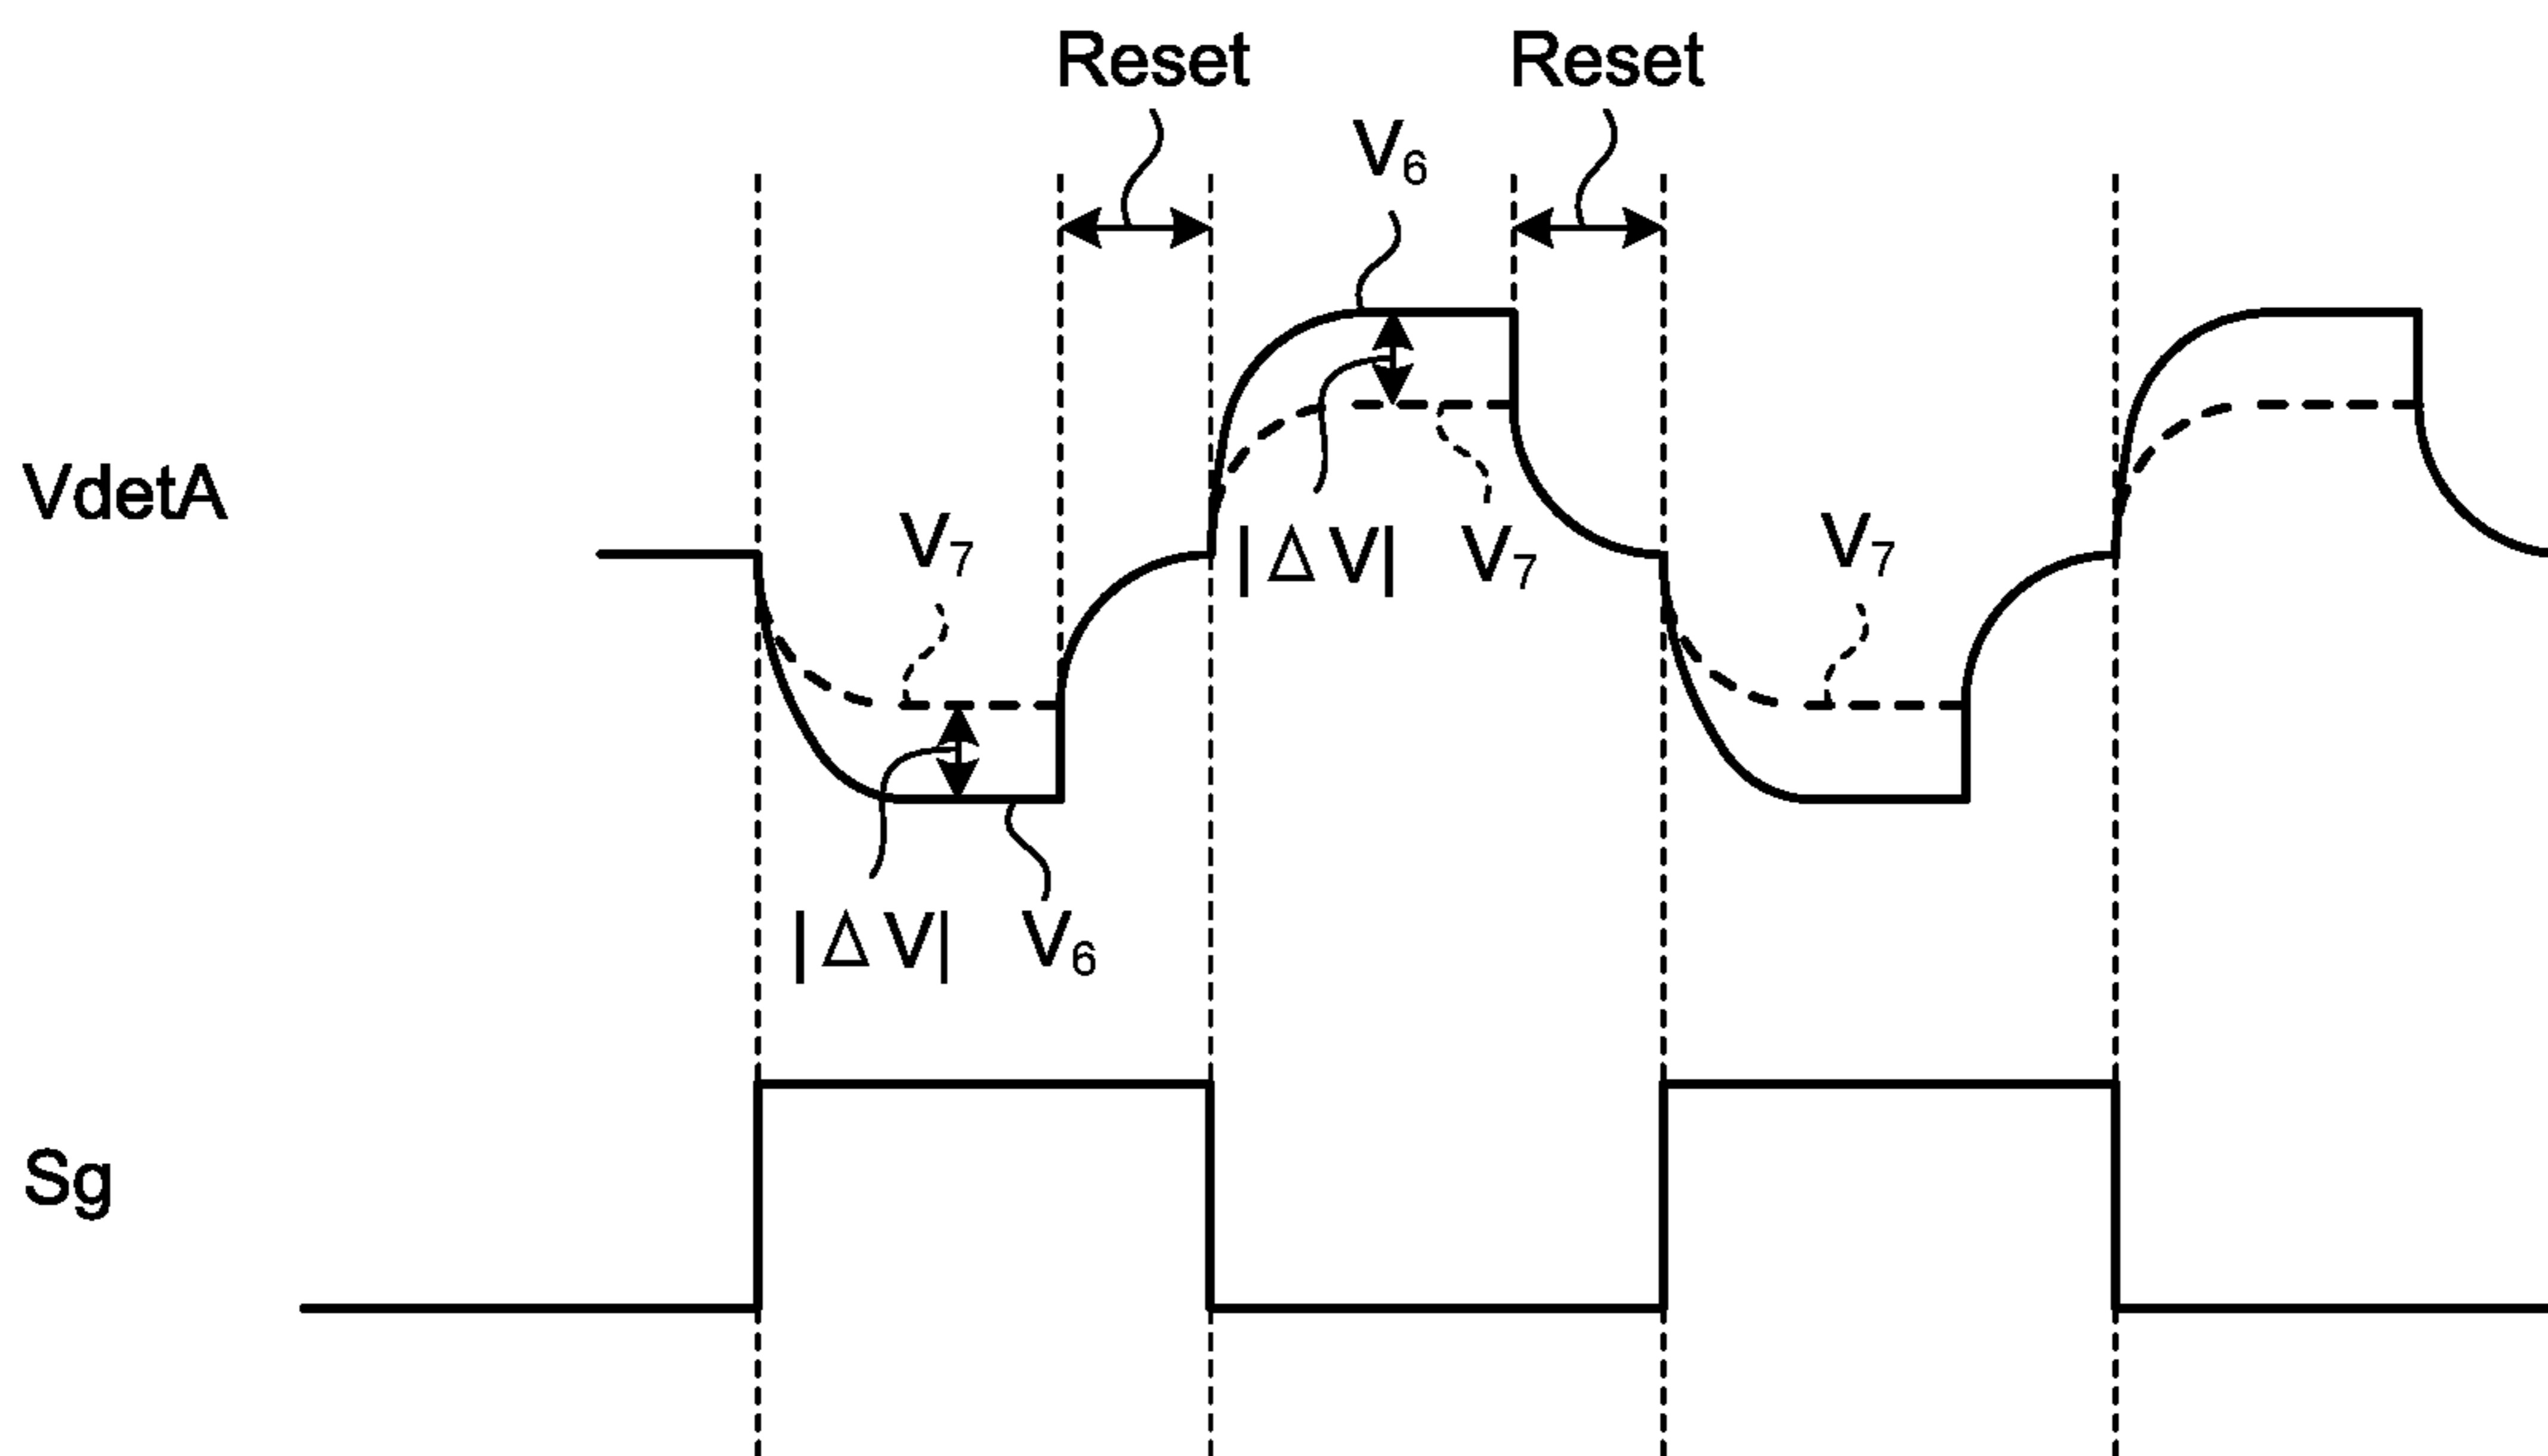 Reset
Reset
V₆
VdetA
V₇
|ΔV|
V₇
V₇
|ΔV|
V₆
Sg